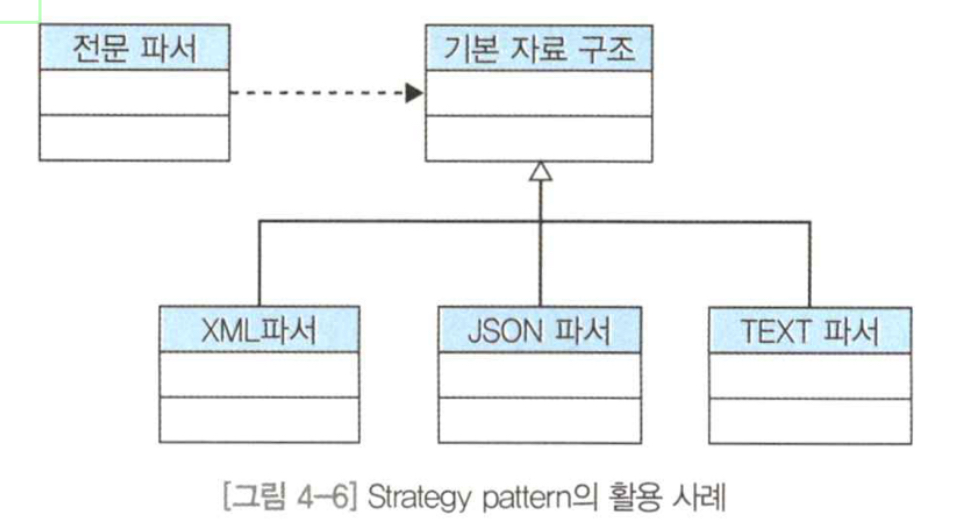 전문 파서
기본 자료 구조
XML파서
JSON 파서
TEXT 파서
[그림 4-6] Strategy pattern의 활용 사례